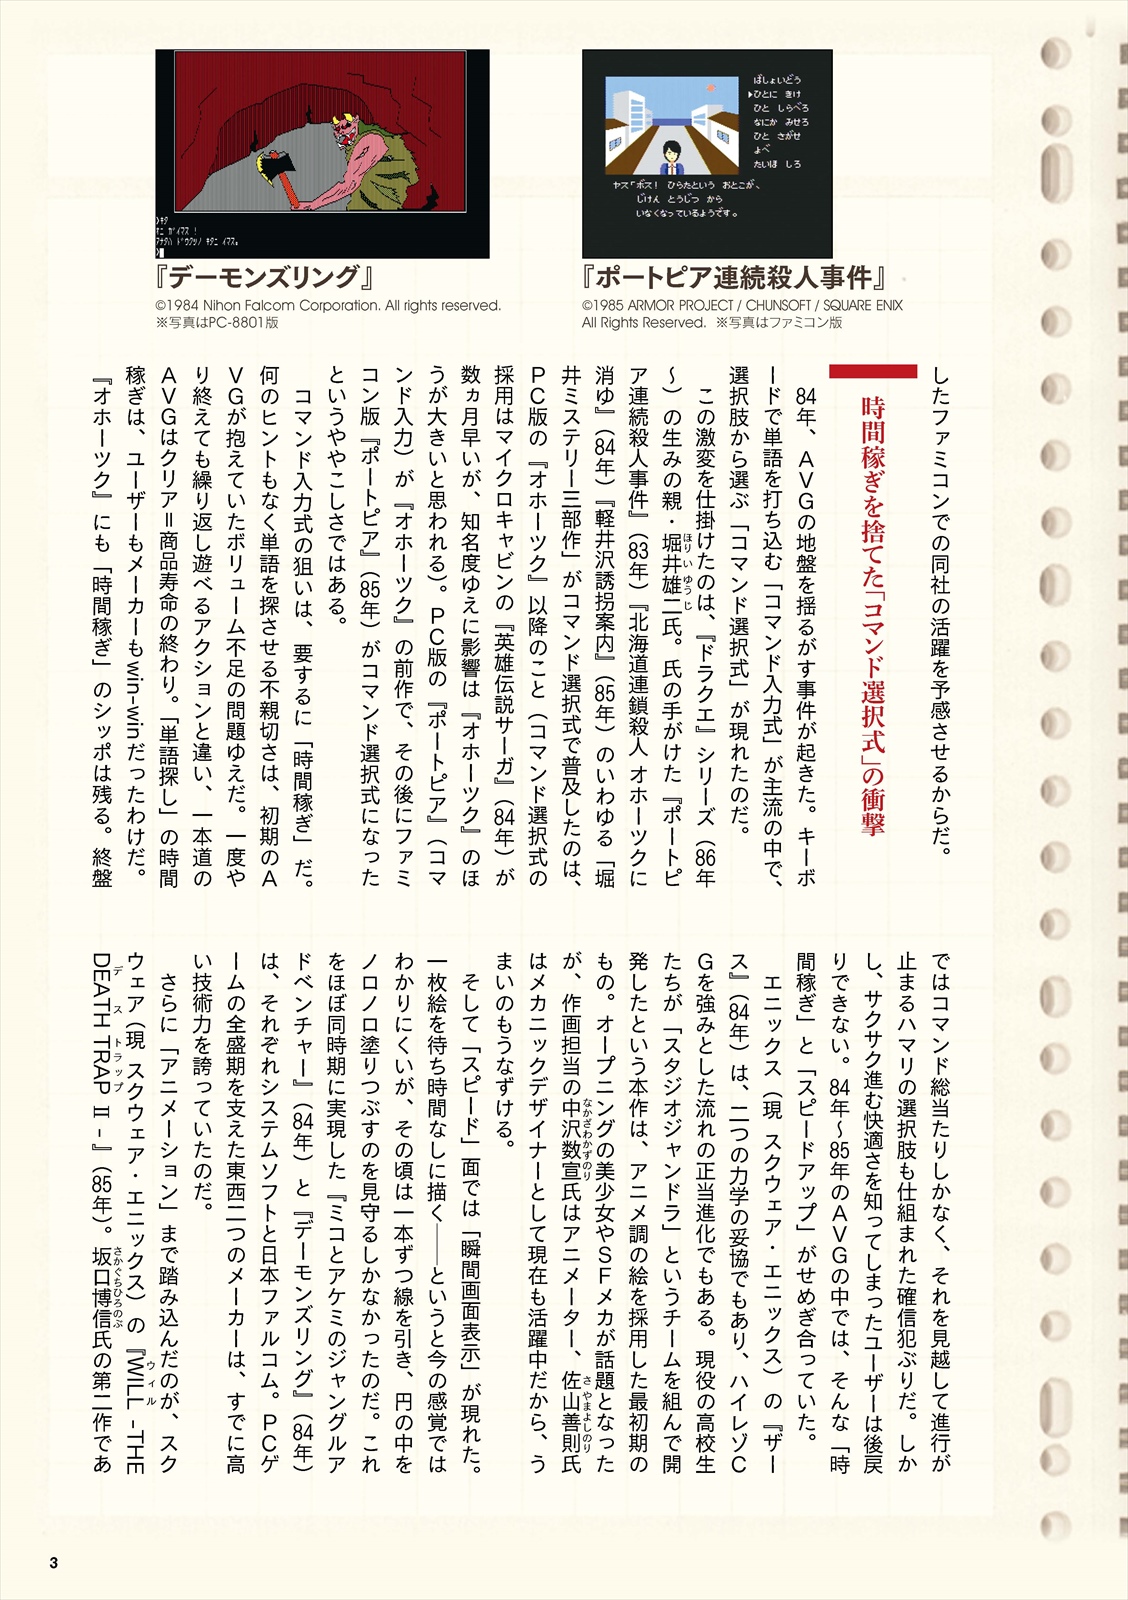 ばしょいどう
▶ひとに きけ
ひと しらべろ
なにか みせろ
ひと さがせ
よべ
たいほ しろ
ヤス「ボス! ひらたという おとこが、
じけん とうじつ から
いなくなっているようです。
『ポートピア連続殺人事件』
©1985 ARMOR PROJECT / CHUNSOFT / SQUARE ENIX
All Rights Reserved. ※写真はファミコン版
>キタ
ナニ ガ イマス !
アナタハ ドウクツノ キタニ イマス。
>
『デーモンズリング』
©1984 Nihon Falcom Corporation. All rights reserved.
※写真はPC-8801版
したファミコンでの同社の活躍を予感させるからだ。
時間稼ぎを捨てた「コマンド選択式」の衝撃
84年、AVGの地盤を揺るがす事件が起きた。キーボ
ードで単語を打ち込む「コマンド入力式」が主流の中で、
選択肢から選ぶ「コマンド選択式」が現れたのだ。
この激変を仕掛けたのは、『ドラクエ』シリーズ(86年
〜)の生みの親・堀井雄二氏。氏の手がけた『ポートピ
ほりいゆうじ
ア連続殺人事件』(83年)『北海道連鎖殺人 オホーツクに
消ゆ』(84年)『軽井沢誘拐案内』(85年)のいわゆる「堀
井ミステリー三部作」がコマンド選択式で普及したのは、
PC版の『オホーツク』以降のこと(コマンド選択式の
採用はマイクロキャビンの『英雄伝説サーガ』(84年)が
数ヵ月早いが、知名度ゆえに影響は『オホーツク』のほ
うが大きいと思われる)。PC版の『ポートピア』(コマ
ンド入力)が『オホーツク』の前作で、その後にファミ
コン版『ポートピア』(85年)がコマンド選択式になった
というややこしさではある。
コマンド入力式の狙いは、要するに「時間稼ぎ」だ。
何のヒントもなく単語を探させる不親切さは、初期のA
VGが抱えていたボリューム不足の問題ゆえだ。一度や
り終えても繰り返し遊べるアクションと違い、一本道の
AVGはクリア=商品寿命の終わり。「単語探し」の時間
稼ぎは、ユーザーもメーカーもwin-winだったわけだ。
『オホーツク』にも「時間稼ぎ」のシッポは残る。終盤
ではコマンド総当たりしかなく、それを見越して進行が
止まるハマリの選択肢も仕組まれた確信犯ぶりだ。しか
し、サクサク進む快適さを知ってしまったユーザーは後戻
りできない。84年〜85年のAVGの中では、そんな「時
間稼ぎ」と「スピードアップ」がせめぎ合っていた。
エニックス(現 スクウェア・エニックス)の『ザー
ス』(84年)は、二つの力学の妥協でもあり、ハイレゾC
Gを強みとした流れの正当進化でもある。現役の高校生
たちが「スタジオジャンドラ」というチームを組んで開
発したという本作は、アニメ調の絵を採用した最初期の
もの。オープニングの美少女やSFメカが話題となった
が、作画担当の中沢数宣氏はアニメーター、佐山善則氏
なかざわかずのり
さやまよしのり
はメカニックデザイナーとして現在も活躍中だから、う
まいのもうなずける。
そして「スピード」面では「瞬間画面表示」が現れた。
一枚絵を待ち時間なしに描く――というと今の感覚では
わかりにくいが、その頃は一本ずつ線を引き、円の中を
ノロノロ塗りつぶすのを見守るしかなかったのだ。これ
をほぼ同時期に実現した『ミコとアケミのジャングルア
ドベンチャー』(84年)と『デーモンズリング』(84年)
は、それぞれシステムソフトと日本ファルコム。PCゲ
ームの全盛期を支えた東西二つのメーカーは、すでに高
い技術力を誇っていたのだ。
さらに「アニメーション」まで踏み込んだのが、スク
ウェア(現 スクウェア・エニックス)の『WILL -THE
ウィル
DEATH TRAP II -』(85年)。坂口博信氏の第二作であ
デストラップ
さかぐちひろのぶ
3